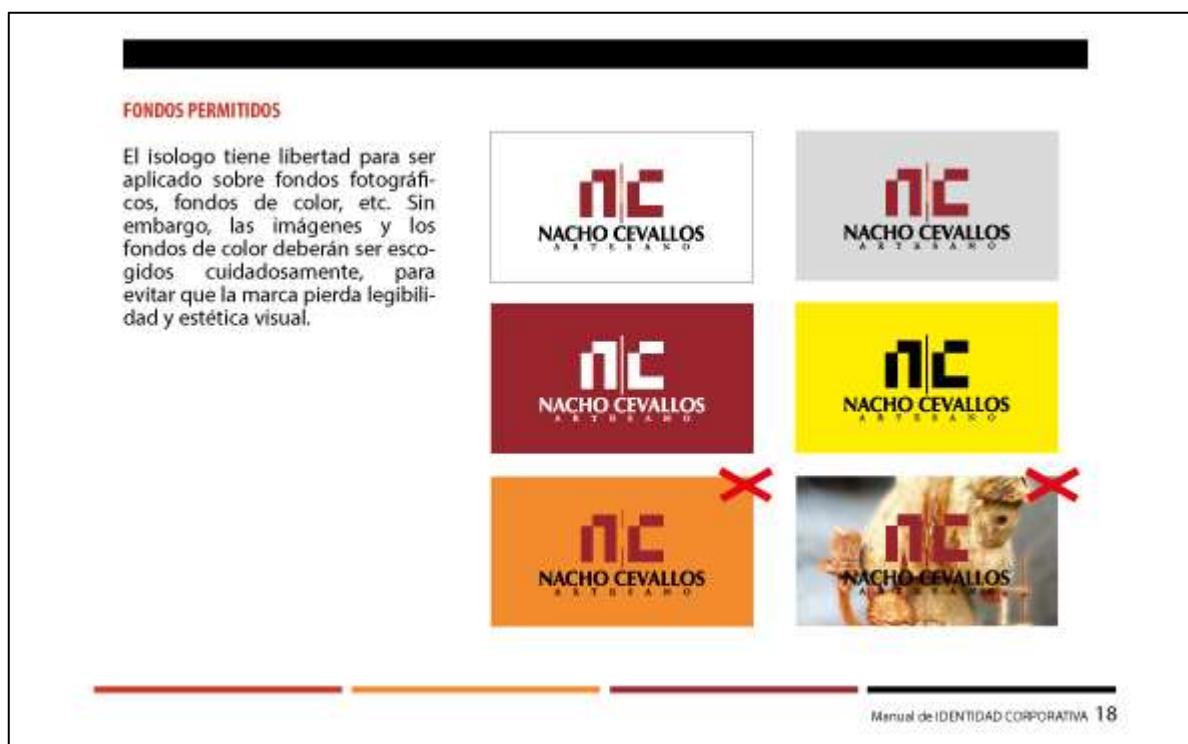 FONDOS PERMITIDOS
El isologo tiene libertad para ser
aplicado sobre fondos fotográfi-
cos, fondos de color, etc. Sin
embargo, las imágenes y los
fondos de color deberán ser esco-
gidos cuidadosamente, para
evitar que la marca pierda legibili-
dad y estética visual.
nc
NACHO CEVALLOS
ARTESANO
nc
NACHO CEVALLOS
ARTESANO
nc
NACHO CEVALLOS
ARTESANO
nc
NACHO CEVALLOS
ARTESANO
nc
NACHO CEVALLOS
ARTESANO
nc
NACHO CEVALLOS
ARTESANO
Manual de IDENTIDAD CORPORATIVA 18